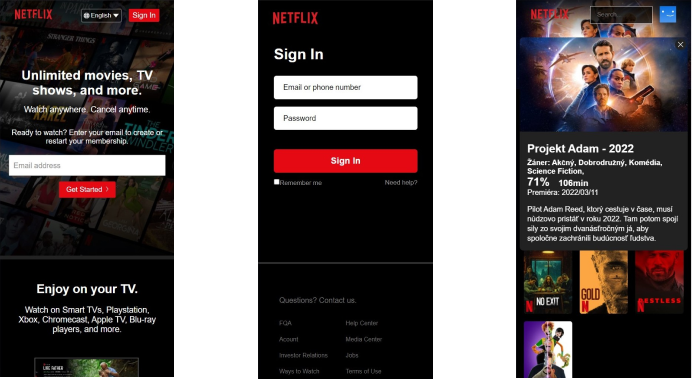 NETFLIX
English
Sign In
STRANGER THINGS
Unlimited movies, TV
shows, and more.
Watch anywhere. Cancel anytime.
Ready to watch? Enter your email to create or
restart your membership.
Email address
Get Started
Enjoy on your TV.
Watch on Smart TVs, Playstation,
Xbox, Chromecast, Apple TV, Blu-ray
players, and more.
NETFLIX
Sign In
Email or phone number
Password
Sign In
Remember me
Need help?
Questions? Contact us.
FQA
Help Center
Acount
Media Center
Investor Relations
Jobs
Ways to Watch
Terms of Use
NETFLIX
Search
Projekt Adam - 2022
Žáner: Akčný, Dobrodružný, Komédia,
Science Fiction,
71% 106min
Premiéra: 2022/03/11
Pilot Adam Reed, ktorý cestuje v čase, musí
núdzovo pristáť v roku 2022. Tam potom spojí
sily zo svojim dvanásťročným já, aby
spoločne zachránili budúcnosť ľudstva.
NO EXIT
GOLD
RESTLESS